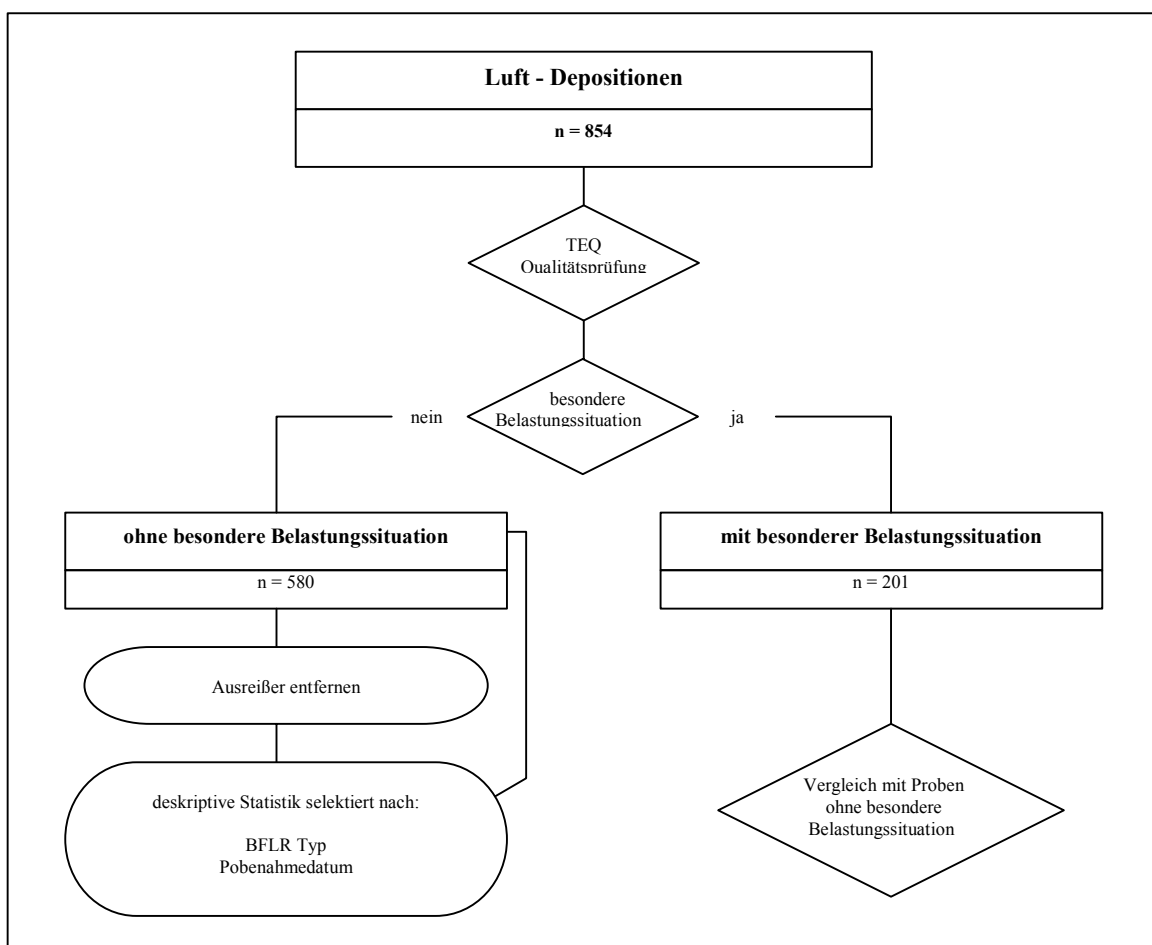 Luft - Depositionen
n = 854
TEQ
Qualitätsprüfung
besondere
Belastungssituation
nein
ja
ohne besondere Belastungssituation
n = 580
mit besonderer Belastungssituation
n = 201
Ausreißer entfernen
deskriptive Statistik selektiert nach:
BFLR Typ
Pobenahmedatum
Vergleich mit Proben
ohne besondere
Belastungssituation